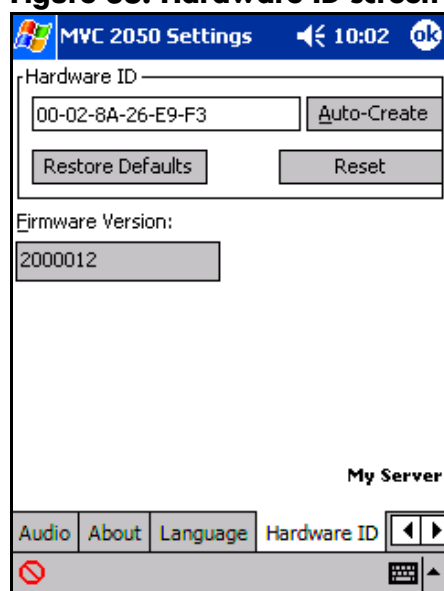 Figure 68: Hardware ID screen
MVC 2050 Settings 10:02 ok
Hardware ID
00-02-8A-26-E9-F3 Auto-Create
Restore Defaults Reset
Firmware Version:
2000012
My Server
Audio About Language Hardware ID